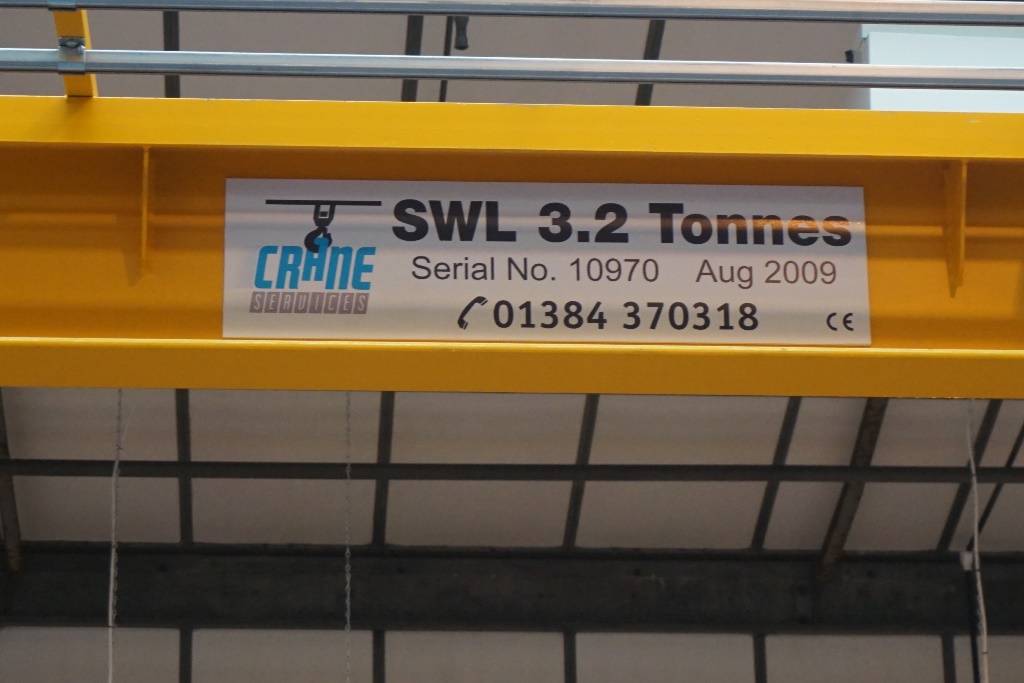 SWL 3.2 Tonnes
CRANE
SERVICES
Serial No. 10970 Aug 2009
01384 370318 CE